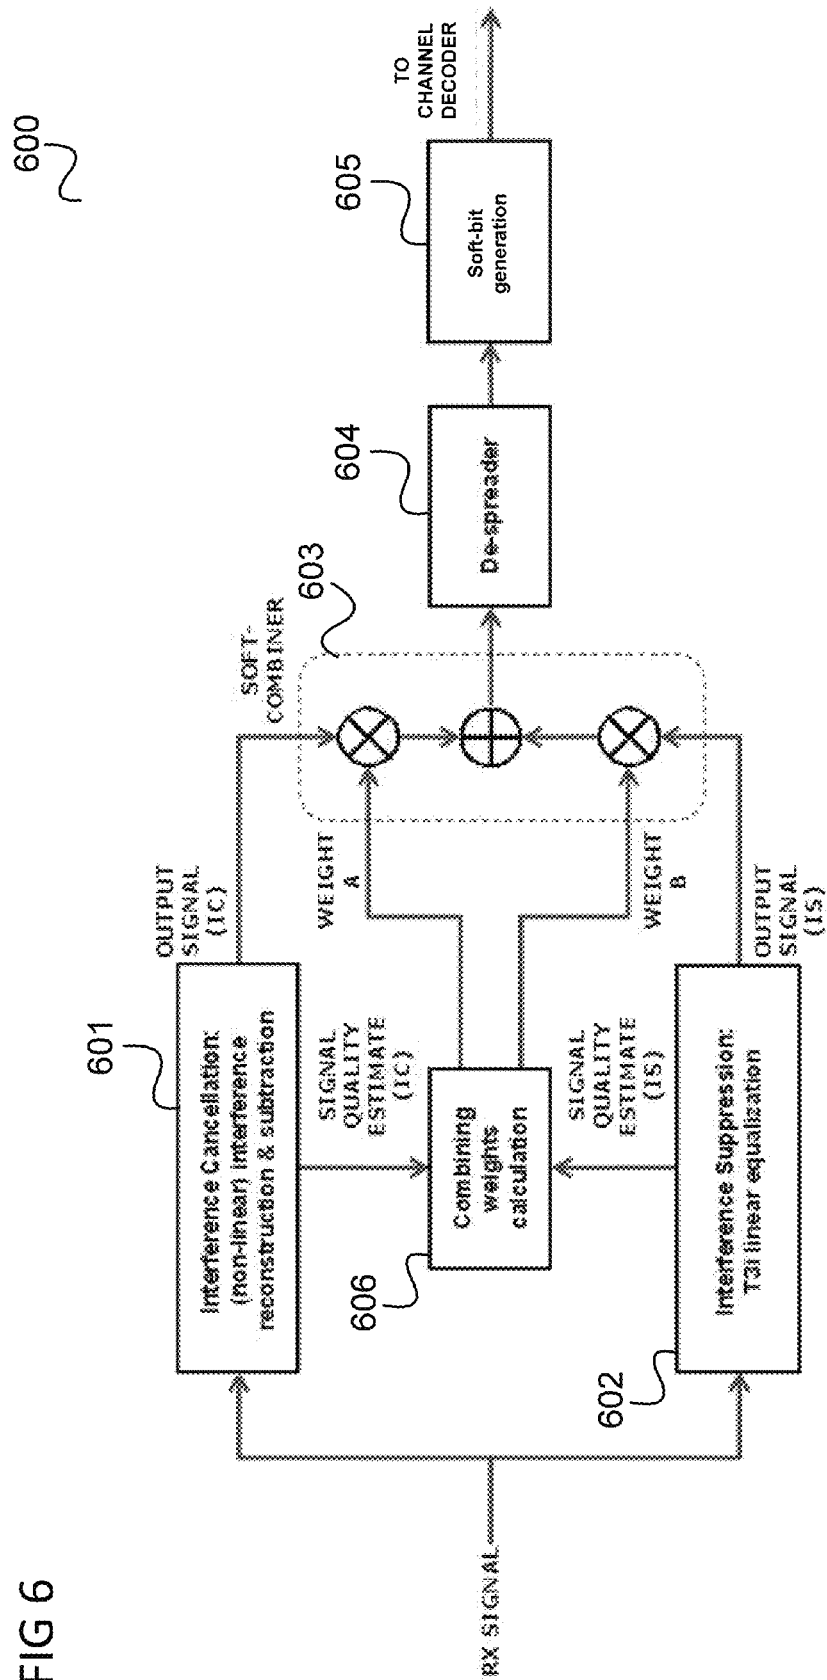 FIG 6
600
RX SIGNAL
601
Interference Cancellation:
(non-linear) interference
reconstruction & subtraction
OUTPUT
SIGNAL
(IC)
SIGNAL
QUALITY
ESTIMATE
(IC)
606
Combining
weights
calculation
WEIGHT
A
WEIGHT
B
SIGNAL
QUALITY
ESTIMATE
(IS)
602
Interference Suppression:
T3i linear equalization
OUTPUT
SIGNAL
(IS)
SOFT-
COMBINER
603
604
De-spreader
605
Soft-bit
generation
TO
CHANNEL
DECODER